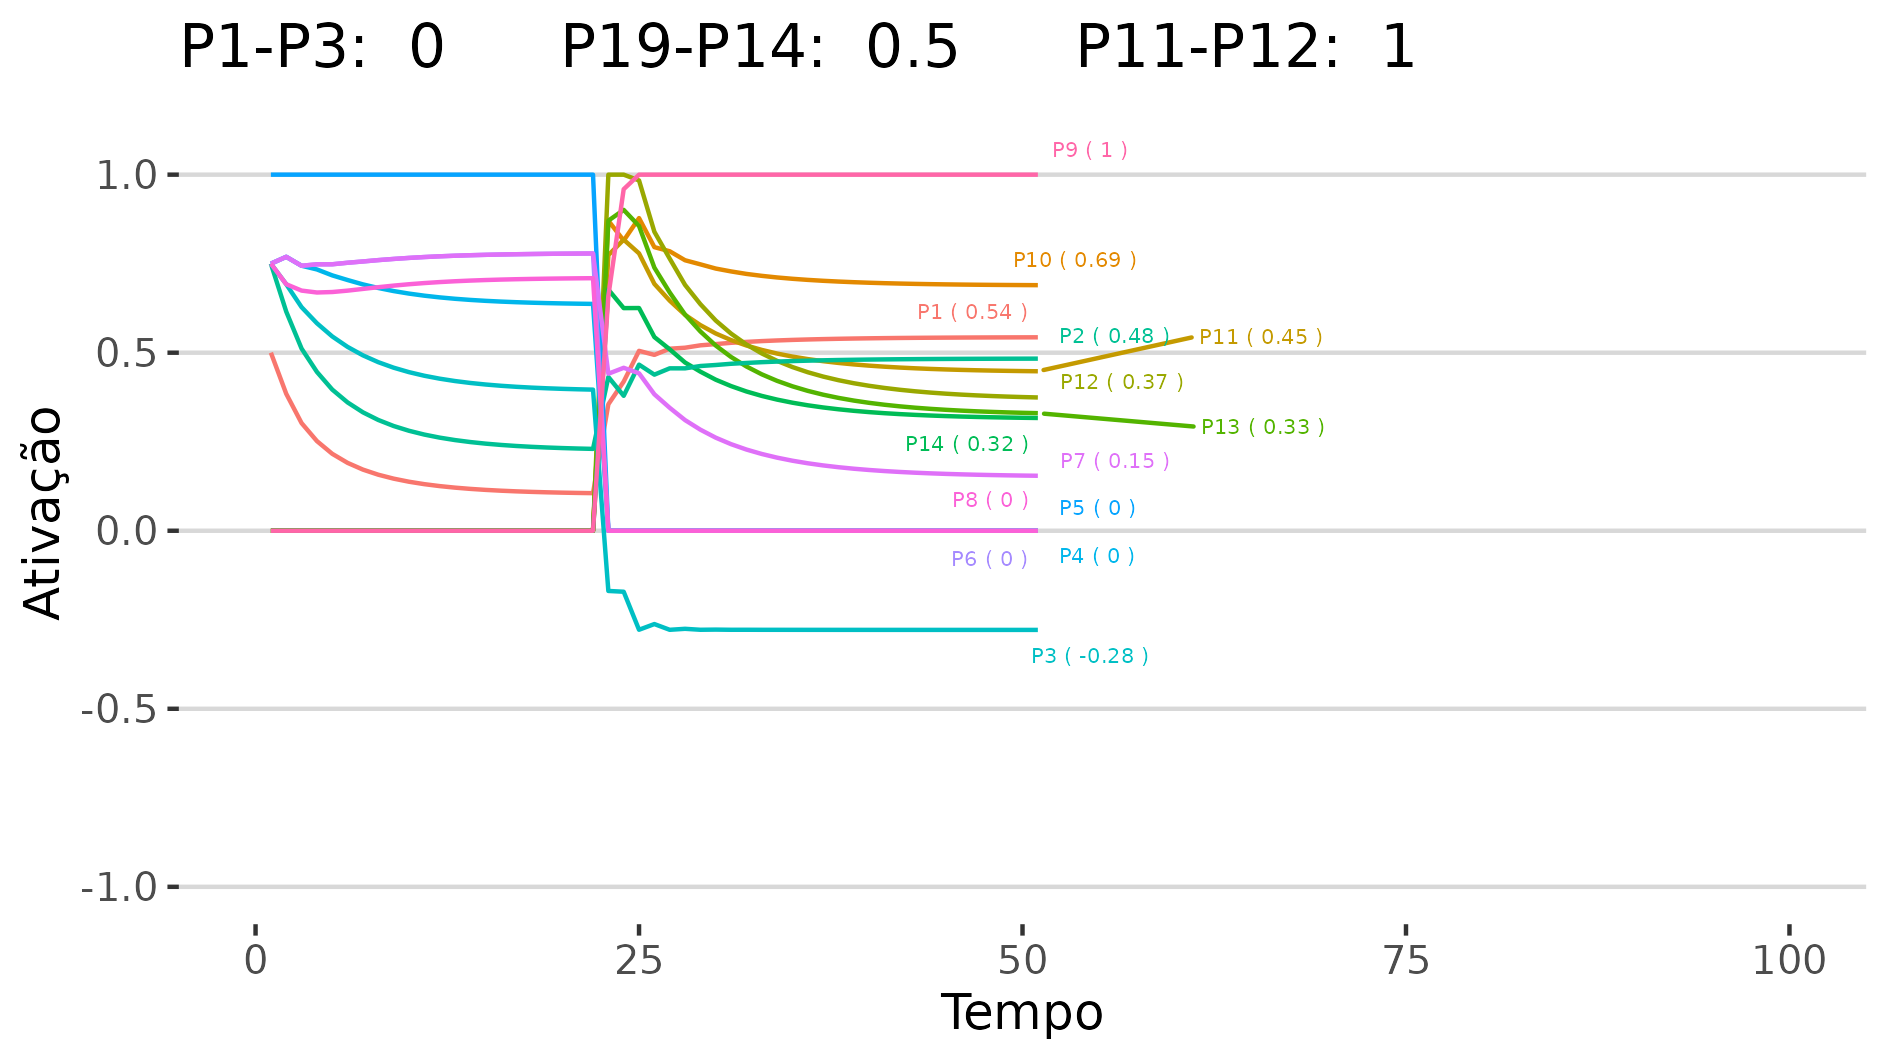 P1-P3: 0 P19-P14: 0.5 P11-P12: 1
P9 ( 1 )
1.0
P10 ( 0.69 )
P1 ( 0.54 )
P2 ( 0.48 ) P11 ( 0.45 )
0.5
P12 ( 0.37 )
P13 ( 0.33 )
P14 ( 0.32 )
P7 ( 0.15 )
P8 ( 0 ) P5 ( 0 )
0.0
P6 ( 0 ) P4 ( 0 )
P3 ( -0.28 )
-0.5
-1.0
Ativação
0 25 50 75 100
Tempo